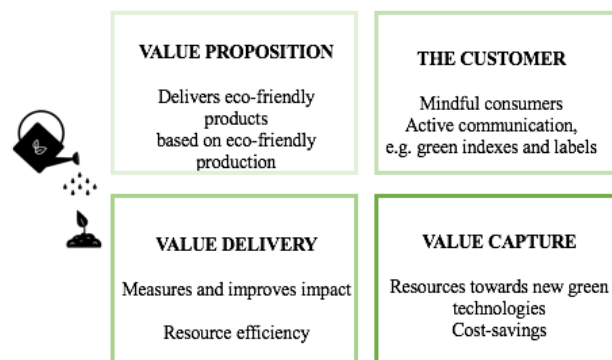 VALUE PROPOSITION
Delivers eco-friendly
products
based on eco-friendly
production
THE CUSTOMER
Mindful consumers
Active communication,
e.g. green indexes and labels
VALUE DELIVERY
Measures and improves impact
Resource efficiency
VALUE CAPTURE
Resources towards new green
technologies
Cost-savings